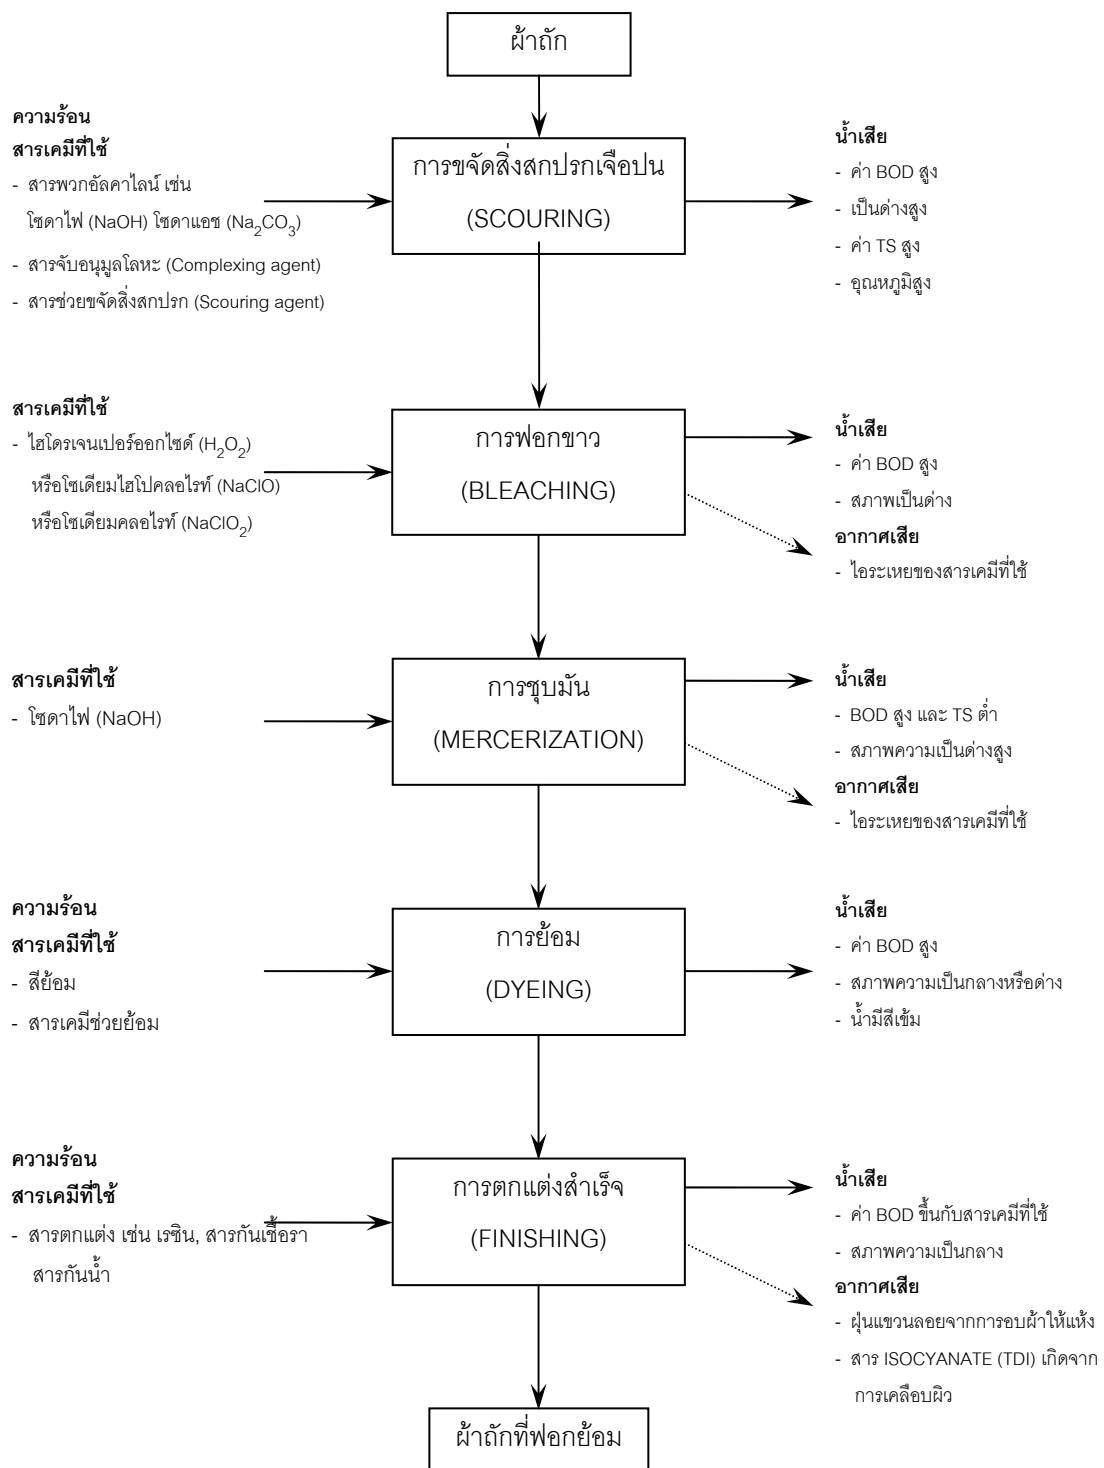 ผ้าถัก
ความร้อน
สารเคมีที่ใช้
- สารพวกอัลคาไลน์ เช่น
โซดาไฟ (NaOH) โซดาแอช (Na2CO3)
- สารจับอนุมูลโลหะ (Complexing agent)
- สารช่วยขจัดสิ่งสกปรก (Scouring agent)
การขจัดสิ่งสกปรกเจือปน
(SCOURING)
น้ำเสีย
- ค่า BOD สูง
- เป็นด่างสูง
- ค่า TS สูง
- อุณหภูมิสูง
สารเคมีที่ใช้
- ไฮโดรเจนเปอร์ออกไซด์ (H2O2)
หรือโซเดียมไฮโปคลอไรท์ (NaClO)
หรือโซเดียมคลอไรท์ (NaClO2)
การฟอกขาว
(BLEACHING)
น้ำเสีย
- ค่า BOD สูง
- สภาพเป็นด่าง
อากาศเสีย
- ไอระเหยของสารเคมีที่ใช้
สารเคมีที่ใช้
- โซดาไฟ (NaOH)
การชุบมัน
(MERCERIZATION)
น้ำเสีย
- BOD สูง และ TS ต่ำ
- สภาพความเป็นด่างสูง
อากาศเสีย
- ไอระเหยของสารเคมีที่ใช้
ความร้อน
สารเคมีที่ใช้
- สีย้อม
- สารเคมีช่วยย้อม
การย้อม
(DYEING)
น้ำเสีย
- ค่า BOD สูง
- สภาพความเป็นกลางหรือด่าง
- น้ำมีสีเข้ม
ความร้อน
สารเคมีที่ใช้
- สารตกแต่ง เช่น เรซิน, สารกันเชื้อรา
สารกันน้ำ
การตกแต่งสำเร็จ
(FINISHING)
น้ำเสีย
- ค่า BOD ขึ้นกับสารเคมีที่ใช้
- สภาพความเป็นกลาง
อากาศเสีย
- ฝุ่นแขวนลอยจากการอบผ้าให้แห้ง
- สาร ISOCYANATE (TDI) เกิดจาก
การเคลือบผิว
ผ้าถักที่ฟอกย้อม